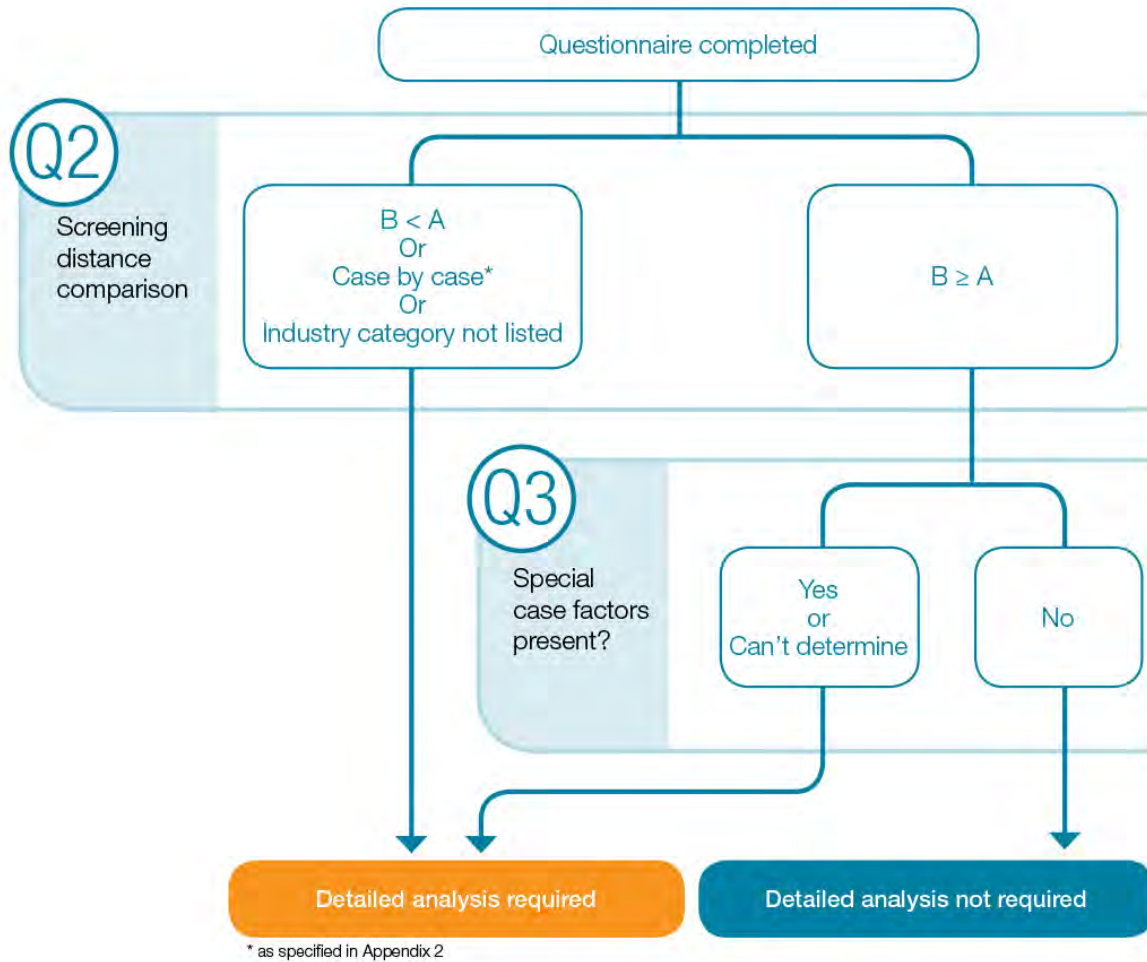 Questionnaire completed
Q2
Screening
distance
comparison
B < A
Or
Case by case*
Or
Industry category not listed
B ≥ A
Q3
Special
case factors
present?
Yes
or
Can't determine
No
Detailed analysis required
Detailed analysis not required
* as specified in Appendix 2